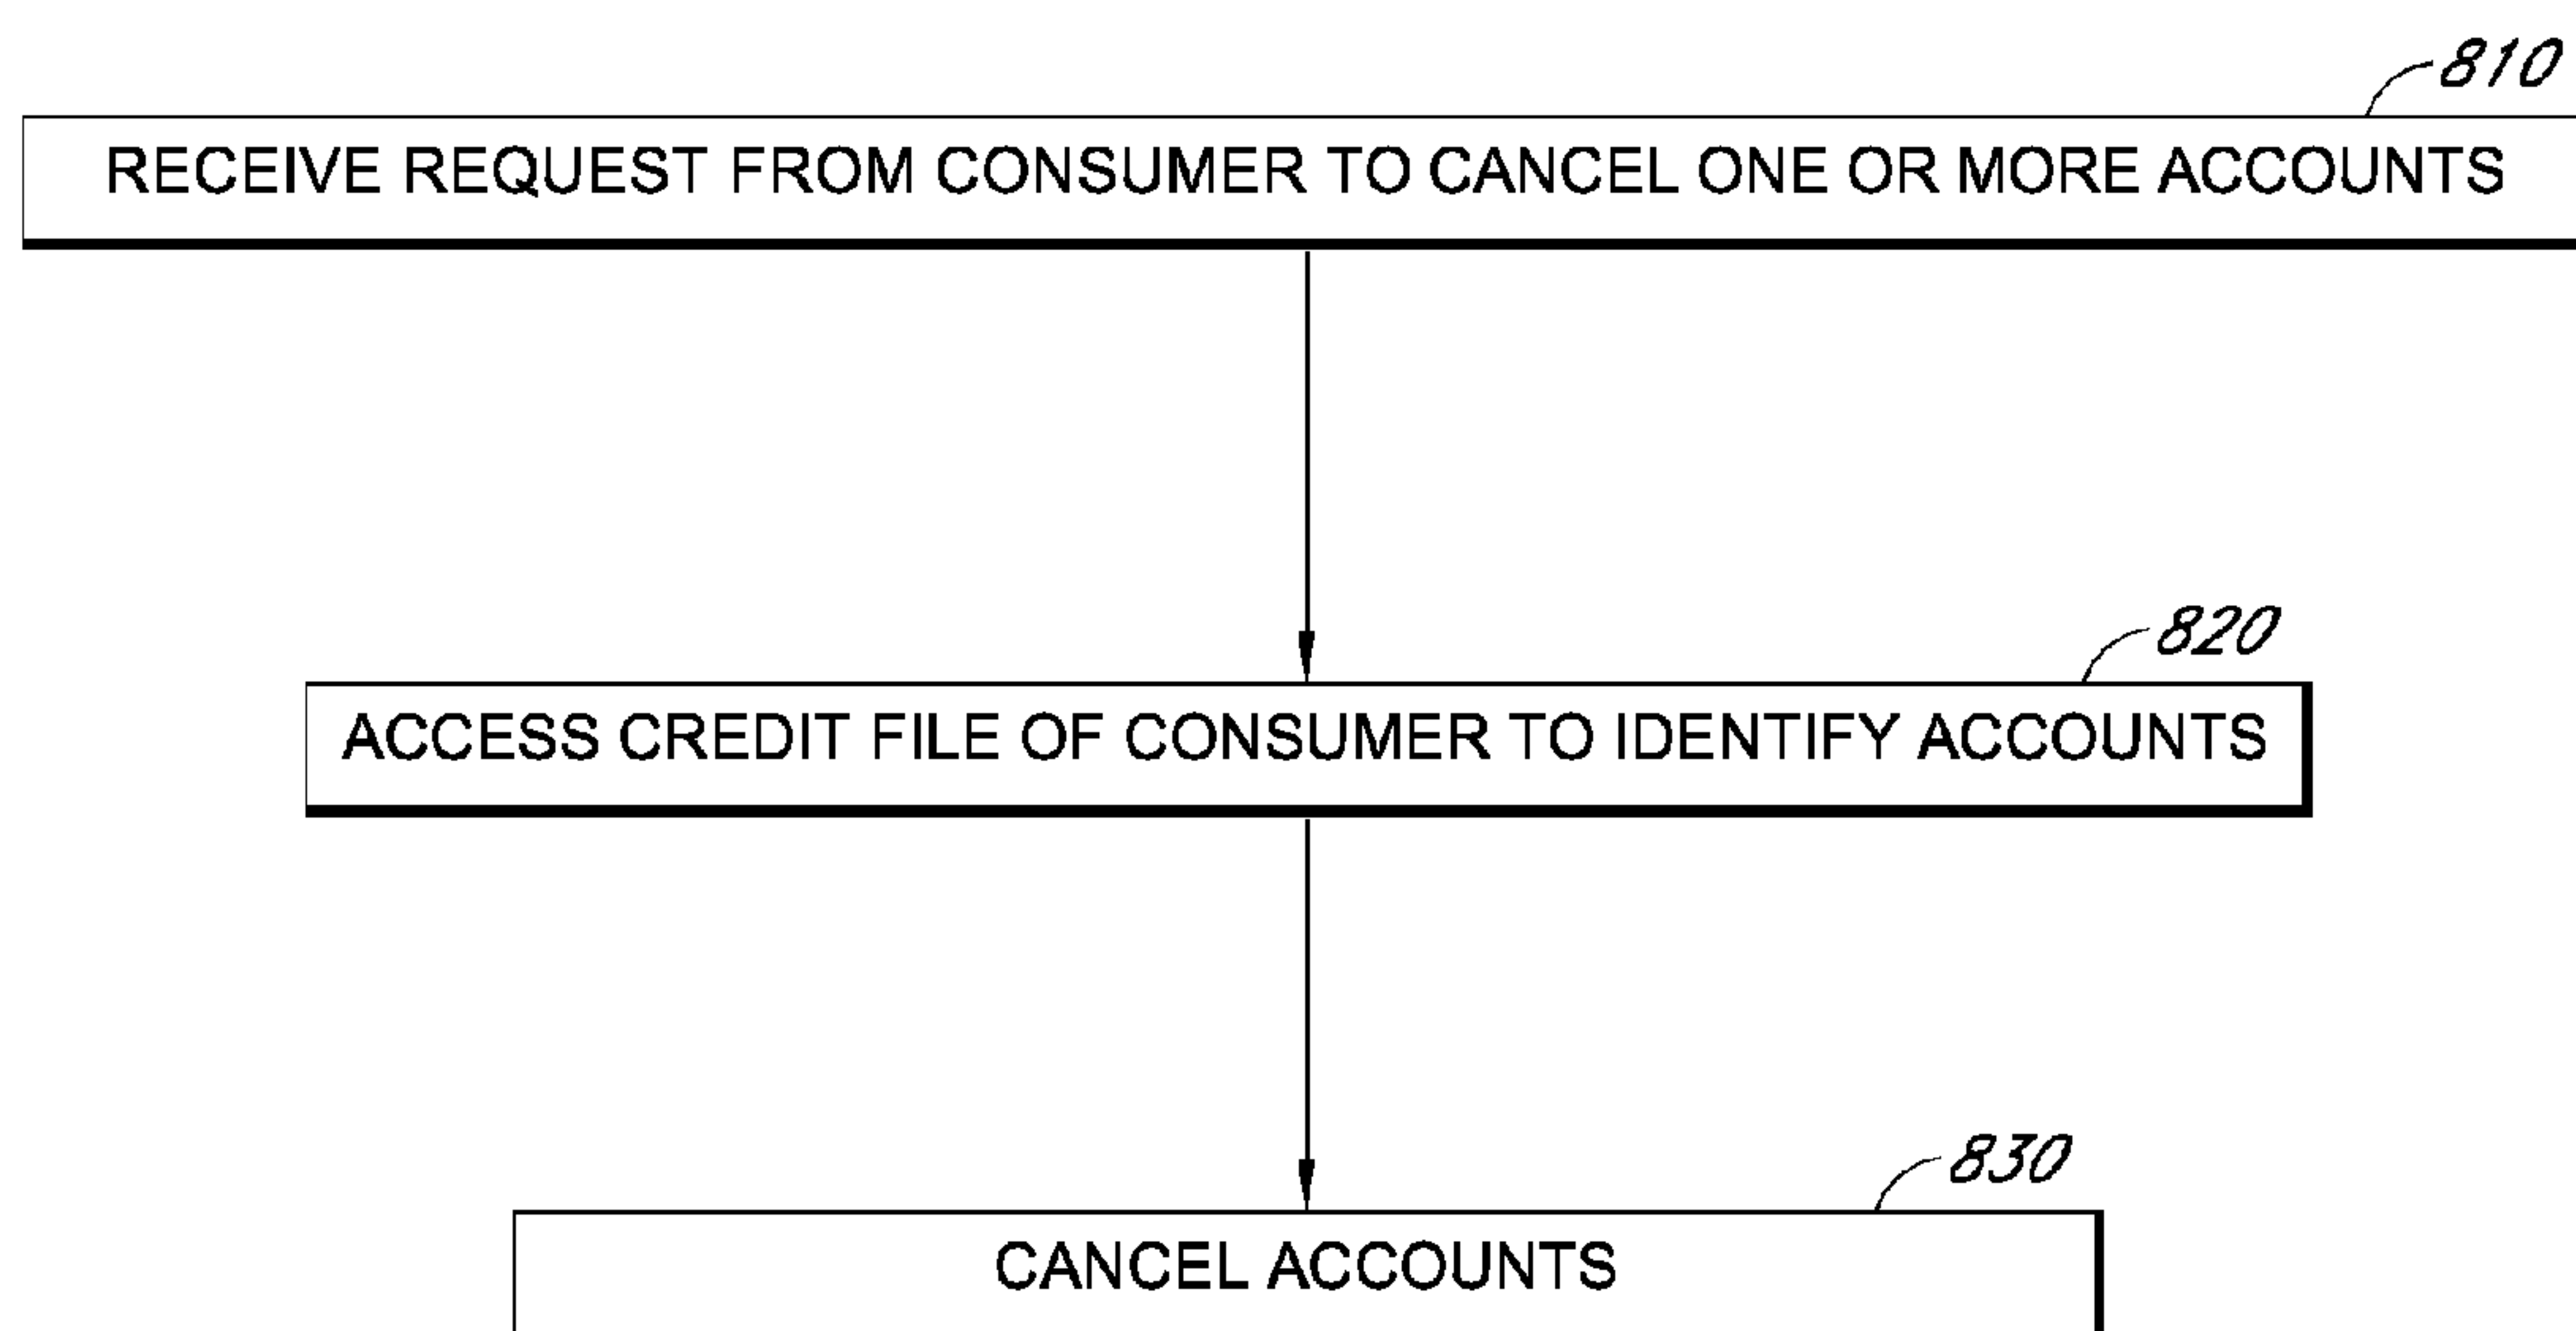 810
RECEIVE REQUEST FROM CONSUMER TO CANCEL ONE OR MORE ACCOUNTS
820
ACCESS CREDIT FILE OF CONSUMER TO IDENTIFY ACCOUNTS
830
CANCEL ACCOUNTS